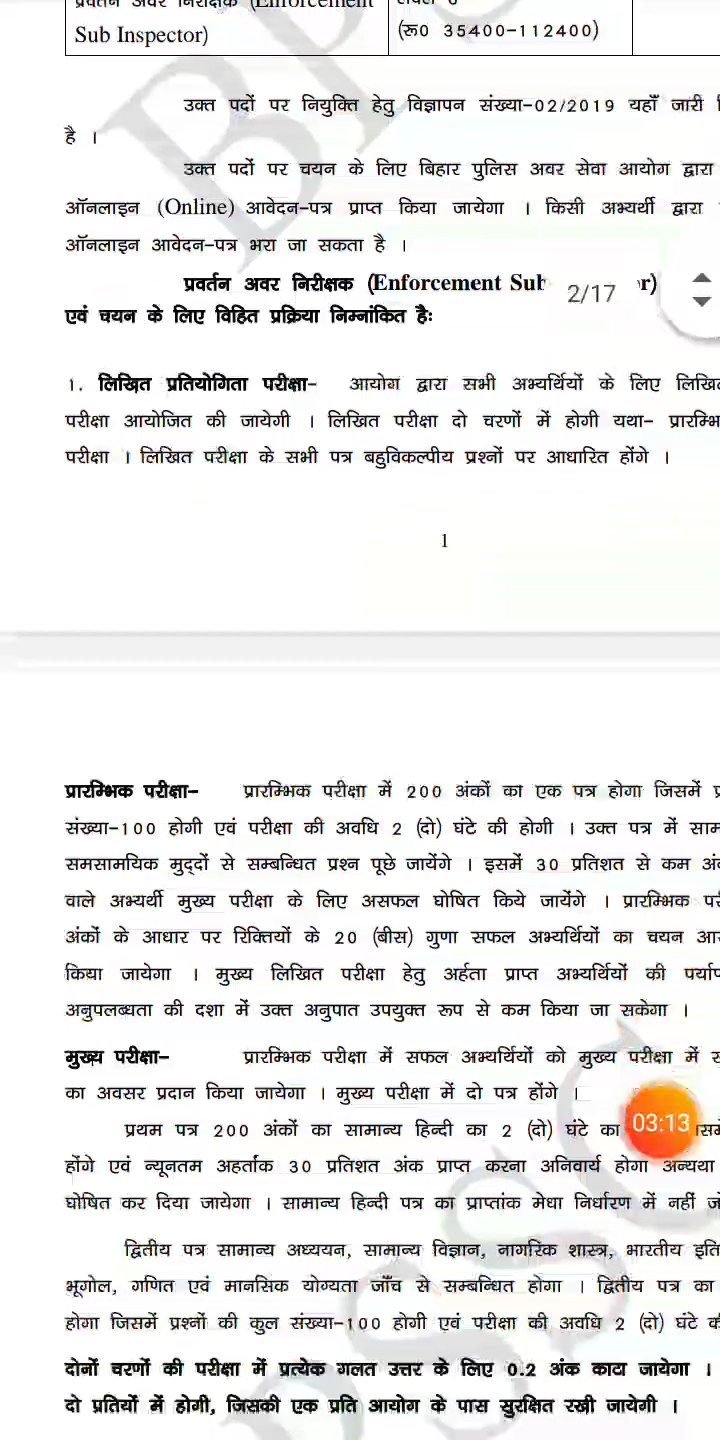 प्रवर्तन अवर निरीक्षक (Enforcement
Sub Inspector)
(रू0 35400-112400)
उक्त पदों पर नियुक्ति हेतु विज्ञापन संख्या-02/2019 यहाँ जारी
है ।
उक्त पदों पर चयन के लिए बिहार पुलिस अवर सेवा आयोग द्वारा
ऑनलाइन (Online) आवेदन-पत्र प्राप्त किया जायेगा । किसी अभ्यर्थी द्वारा
ऑनलाइन आवेदन-पत्र भरा जा सकता है ।
प्रवर्तन अवर निरीक्षक (Enforcement Sub r)
2/17
एवं चयन के लिए विहित प्रक्रिया निम्नांकित हैः
1. लिखित प्रतियोगिता परीक्षा- आयोग द्वारा सभी अभ्यर्थियों के लिए
परीक्षा आयोजित की जायेगी । लिखित परीक्षा दो चरणों में होगी यथा-
परीक्षा । लिखित परीक्षा के सभी पत्र बहुविकल्पीय प्रश्नों पर आधारित होंगे ।
1
प्रारम्भिक परीक्षा- प्रारम्भिक परीक्षा में 200 अंकों का एक पत्र होगा जिसमें
संख्या-100 होगी एवं परीक्षा की अवधि 2 (दो) घंटे की होगी । उक्त पत्र में
समसामयिक मुद्दों से सम्बन्धित प्रश्न पूछे जायेंगे । इसमें 30 प्रतिशत से कम
वाले अभ्यर्थी मुख्य परीक्षा के लिए असफल घोषित किये जायेंगे । प्रारम्भिक
अंकों के आधार पर रिक्तियों के 20 (बीस) गुणा सफल अभ्यर्थियों का चयन
किया जायेगा । मुख्य लिखित परीक्षा हेतु अर्हता प्राप्त अभ्यर्थियों की
अनुपलब्धता की दशा में उक्त अनुपात उपयुक्त रूप से कम किया जा सकेगा ।
मुख्य परीक्षा- प्रारम्भिक परीक्षा में सफल अभ्यर्थियों को मुख्य परीक्षा में
का अवसर प्रदान किया जायेगा । मुख्य परीक्षा में दो पत्र होंगे ।
प्रथम पत्र 200 अंकों का सामान्य हिन्दी का 2 (दो) घंटे का
03:13
होंगे एवं न्यूनतम अहर्तांक 30 प्रतिशत अंक प्राप्त करना अनिवार्य होगा अन्यथा
घोषित कर दिया जायेगा । सामान्य हिन्दी पत्र का प्राप्तांक मेधा निर्धारण में नहीं
द्वितीय पत्र सामान्य अध्ययन, सामान्य विज्ञान, नागरिक शास्त्र, भारतीय
भूगोल, गणित एवं मानसिक योग्यता जाँच से सम्बन्धित होगा । द्वितीय पत्र का
होगा जिसमें प्रश्नों की कुल संख्या-100 होगी एवं परीक्षा की अवधि 2 (दो) घंटे
दोनों चरणों की परीक्षा में प्रत्येक गलत उत्तर के लिए 0.2 अंक काटा जायेगा ।
दो प्रतियों में होगी, जिसकी एक प्रति आयोग के पास सुरक्षित रखी जायेगी ।